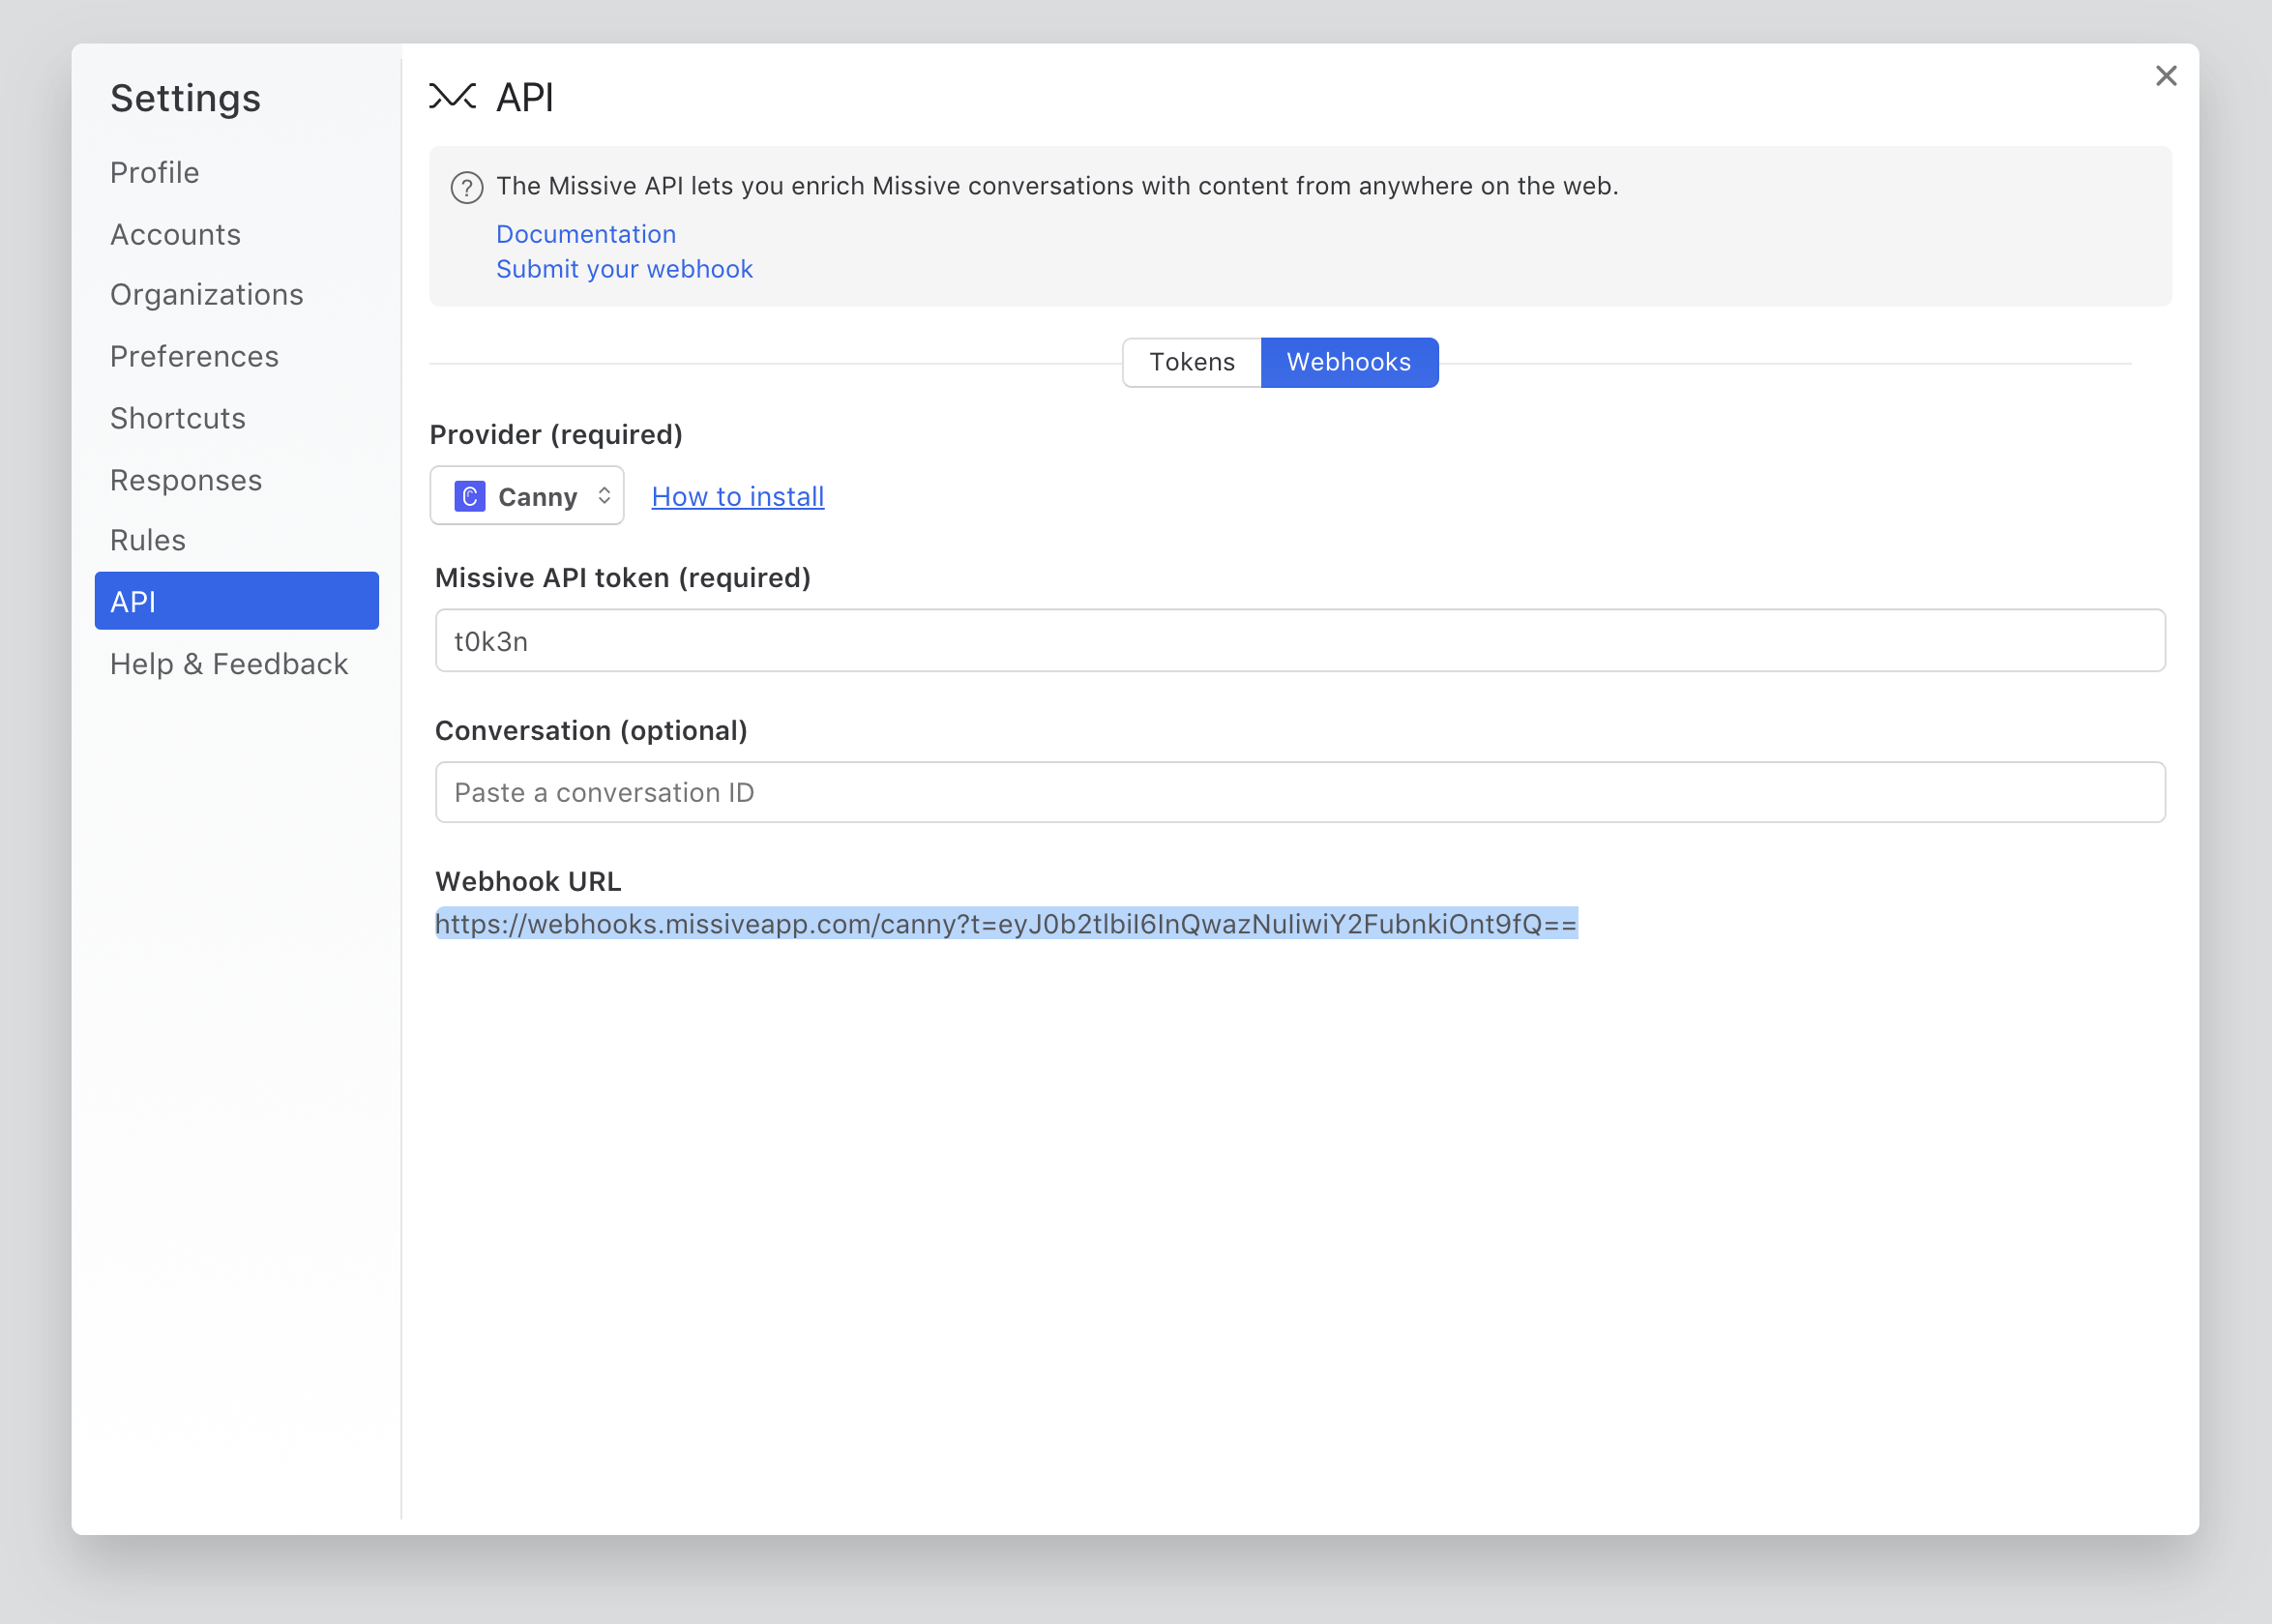 Settings
Profile
Accounts
Organizations
Preferences
Shortcuts
Responses
Rules
API
Help & Feedback
API
The Missive API lets you enrich Missive conversations with content from anywhere on the web.
Documentation
Submit your webhook
Tokens
Webhooks
Provider (required)
Canny
How to install
Missive API token (required)
t0k3n
Conversation (optional)
Paste a conversation ID
Webhook URL
https://webhooks.missiveapp.com/canny?t=eyJ0b2tlbiI6InQwazNuIiwiY2FubnkiOnt9fQ==